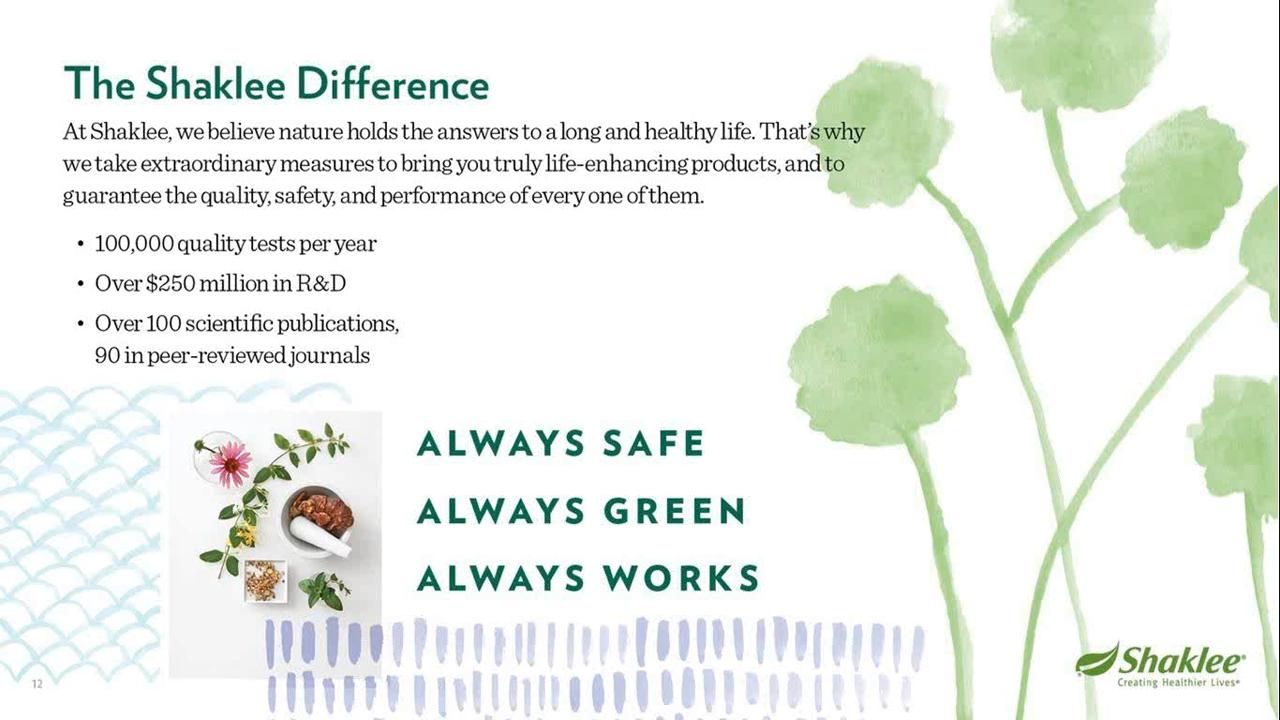 The Shaklee Difference
At Shaklee, we believe nature holds the answers to a long and healthy life. That's why
we take extraordinary measures to bring you truly life-enhancing products, and to
guarantee the quality, safety, and performance of every one of them.
• 100,000 quality tests per year
• Over $250 million in R&D
• Over 100 scientific publications,
90 in peer-reviewed journals
ALWAYS SAFE
ALWAYS GREEN
ALWAYS WORKS
Shaklee®
Creating Healthier Lives®
12